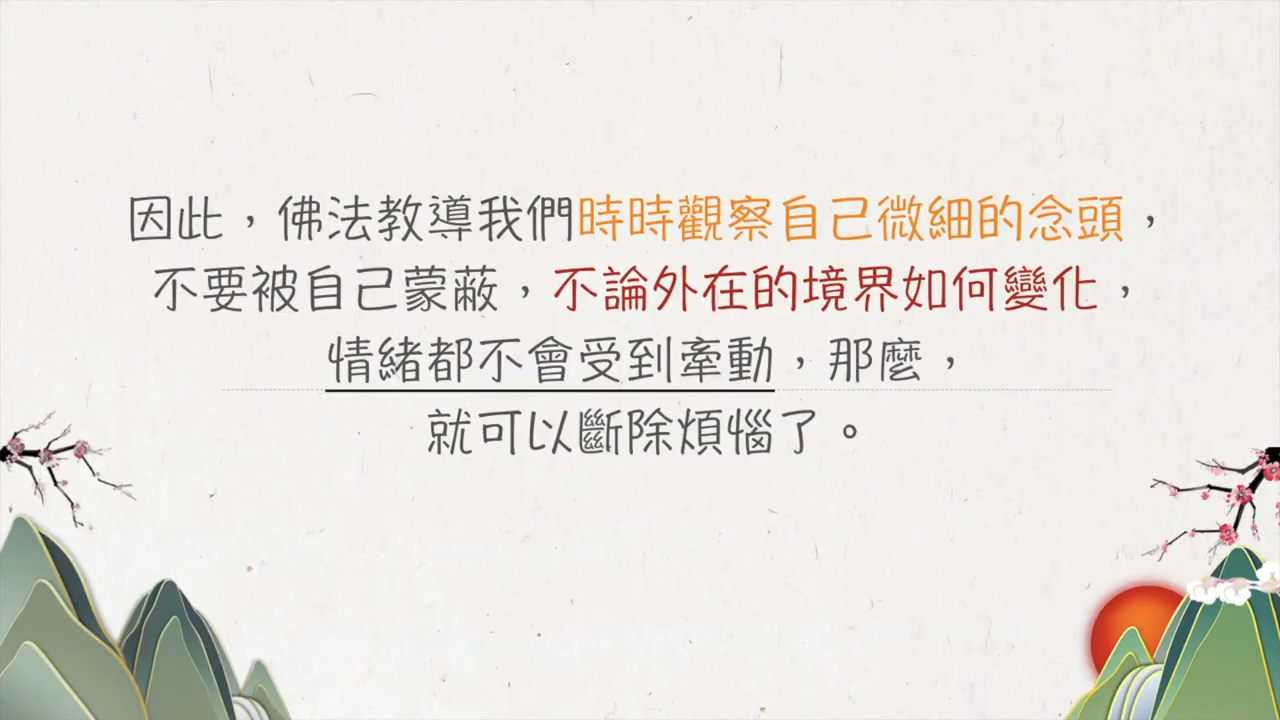 因此，佛法教導我們時時觀察自己微細的念頭，
不要被自己蒙蔽，不論外在的境界如何變化，
情緒都不會受到牽動，那麼，
就可以斷除煩惱了。